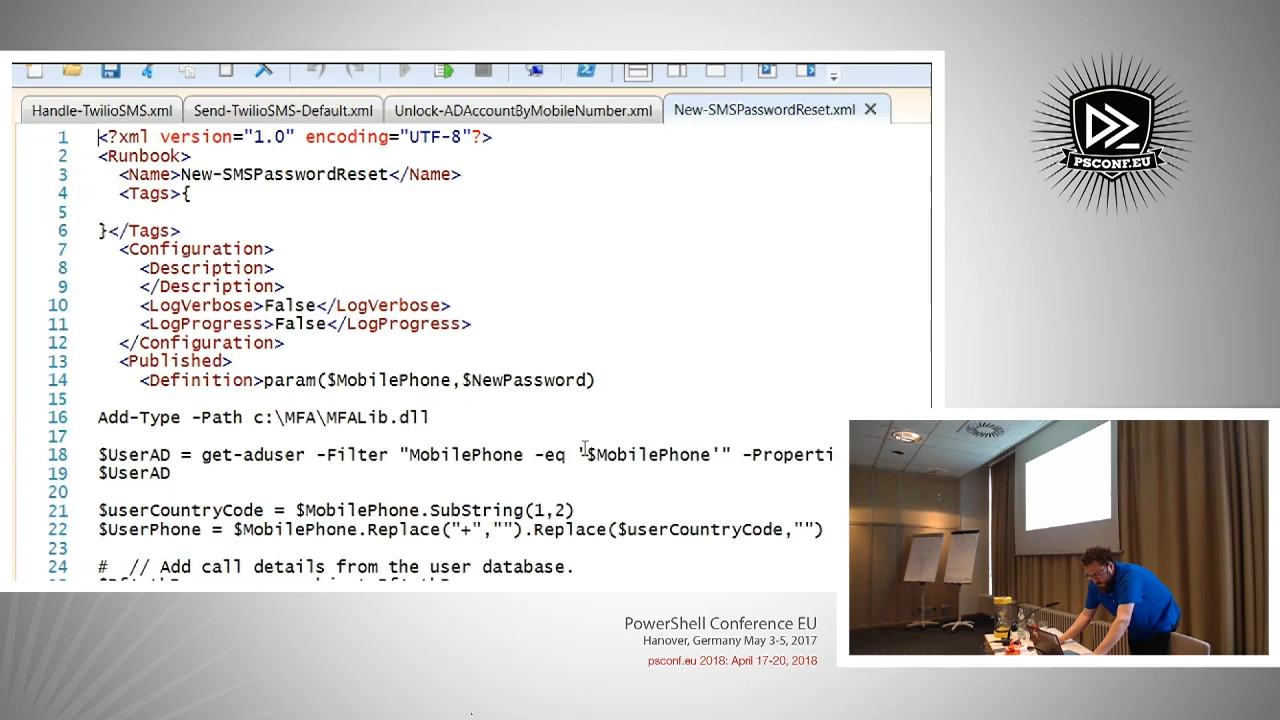 Handle-TwilioSMS.xml
Send-TwilioSMS-Default.xml
Unlock-ADAccountByMobileNumber.xml
New-SMSPasswordReset.xml
1 <?xml version="1.0" encoding="UTF-8"?>
2 <Runbook>
3 <Name>New-SMSPasswordReset</Name>
4 <Tags>{
5
6 }</Tags>
7 <Configuration>
8 <Description>
9 </Description>
10 <LogVerbose>False</LogVerbose>
11 <LogProgress>False</LogProgress>
12 </Configuration>
13 <Published>
14 <Definition>param($MobilePhone,$NewPassword)
15
16 Add-Type -Path c:\MFA\MFALib.dll
17
18 $UserAD = get-aduser -Filter "MobilePhone -eq '$MobilePhone'" -Properti
19 $UserAD
20
21 $userCountryCode = $MobilePhone.SubString(1,2)
22 $UserPhone = $MobilePhone.Replace("+","").Replace($userCountryCode,"")
23
24 # // Add call details from the user database.
PSCONF.EU
PowerShell Conference EU
Hanover, Germany May 3-5, 2017
psconf.eu 2018: April 17-20, 2018